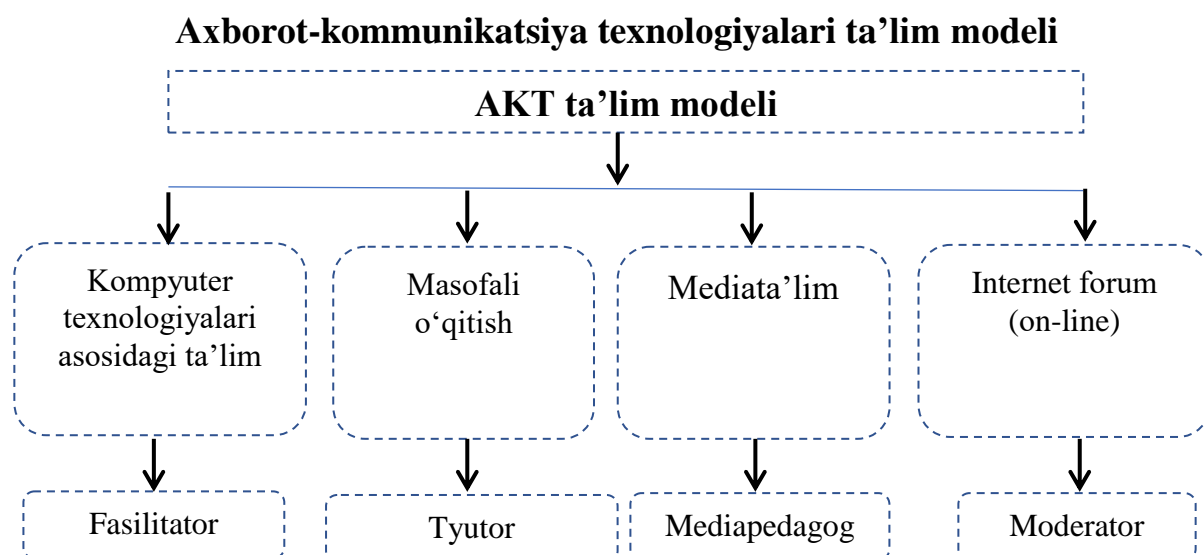 Axborot-kommunikatsiya texnologiyalari ta’lim modeli
AKT ta’lim modeli
Kompyuter
texnologiyalari
asosidagi ta’lim
Masofali
o‘qitish
Mediata’lim
Internet forum
(on-line)
Fasilitator
Tyutor
Mediapedagog
Moderator